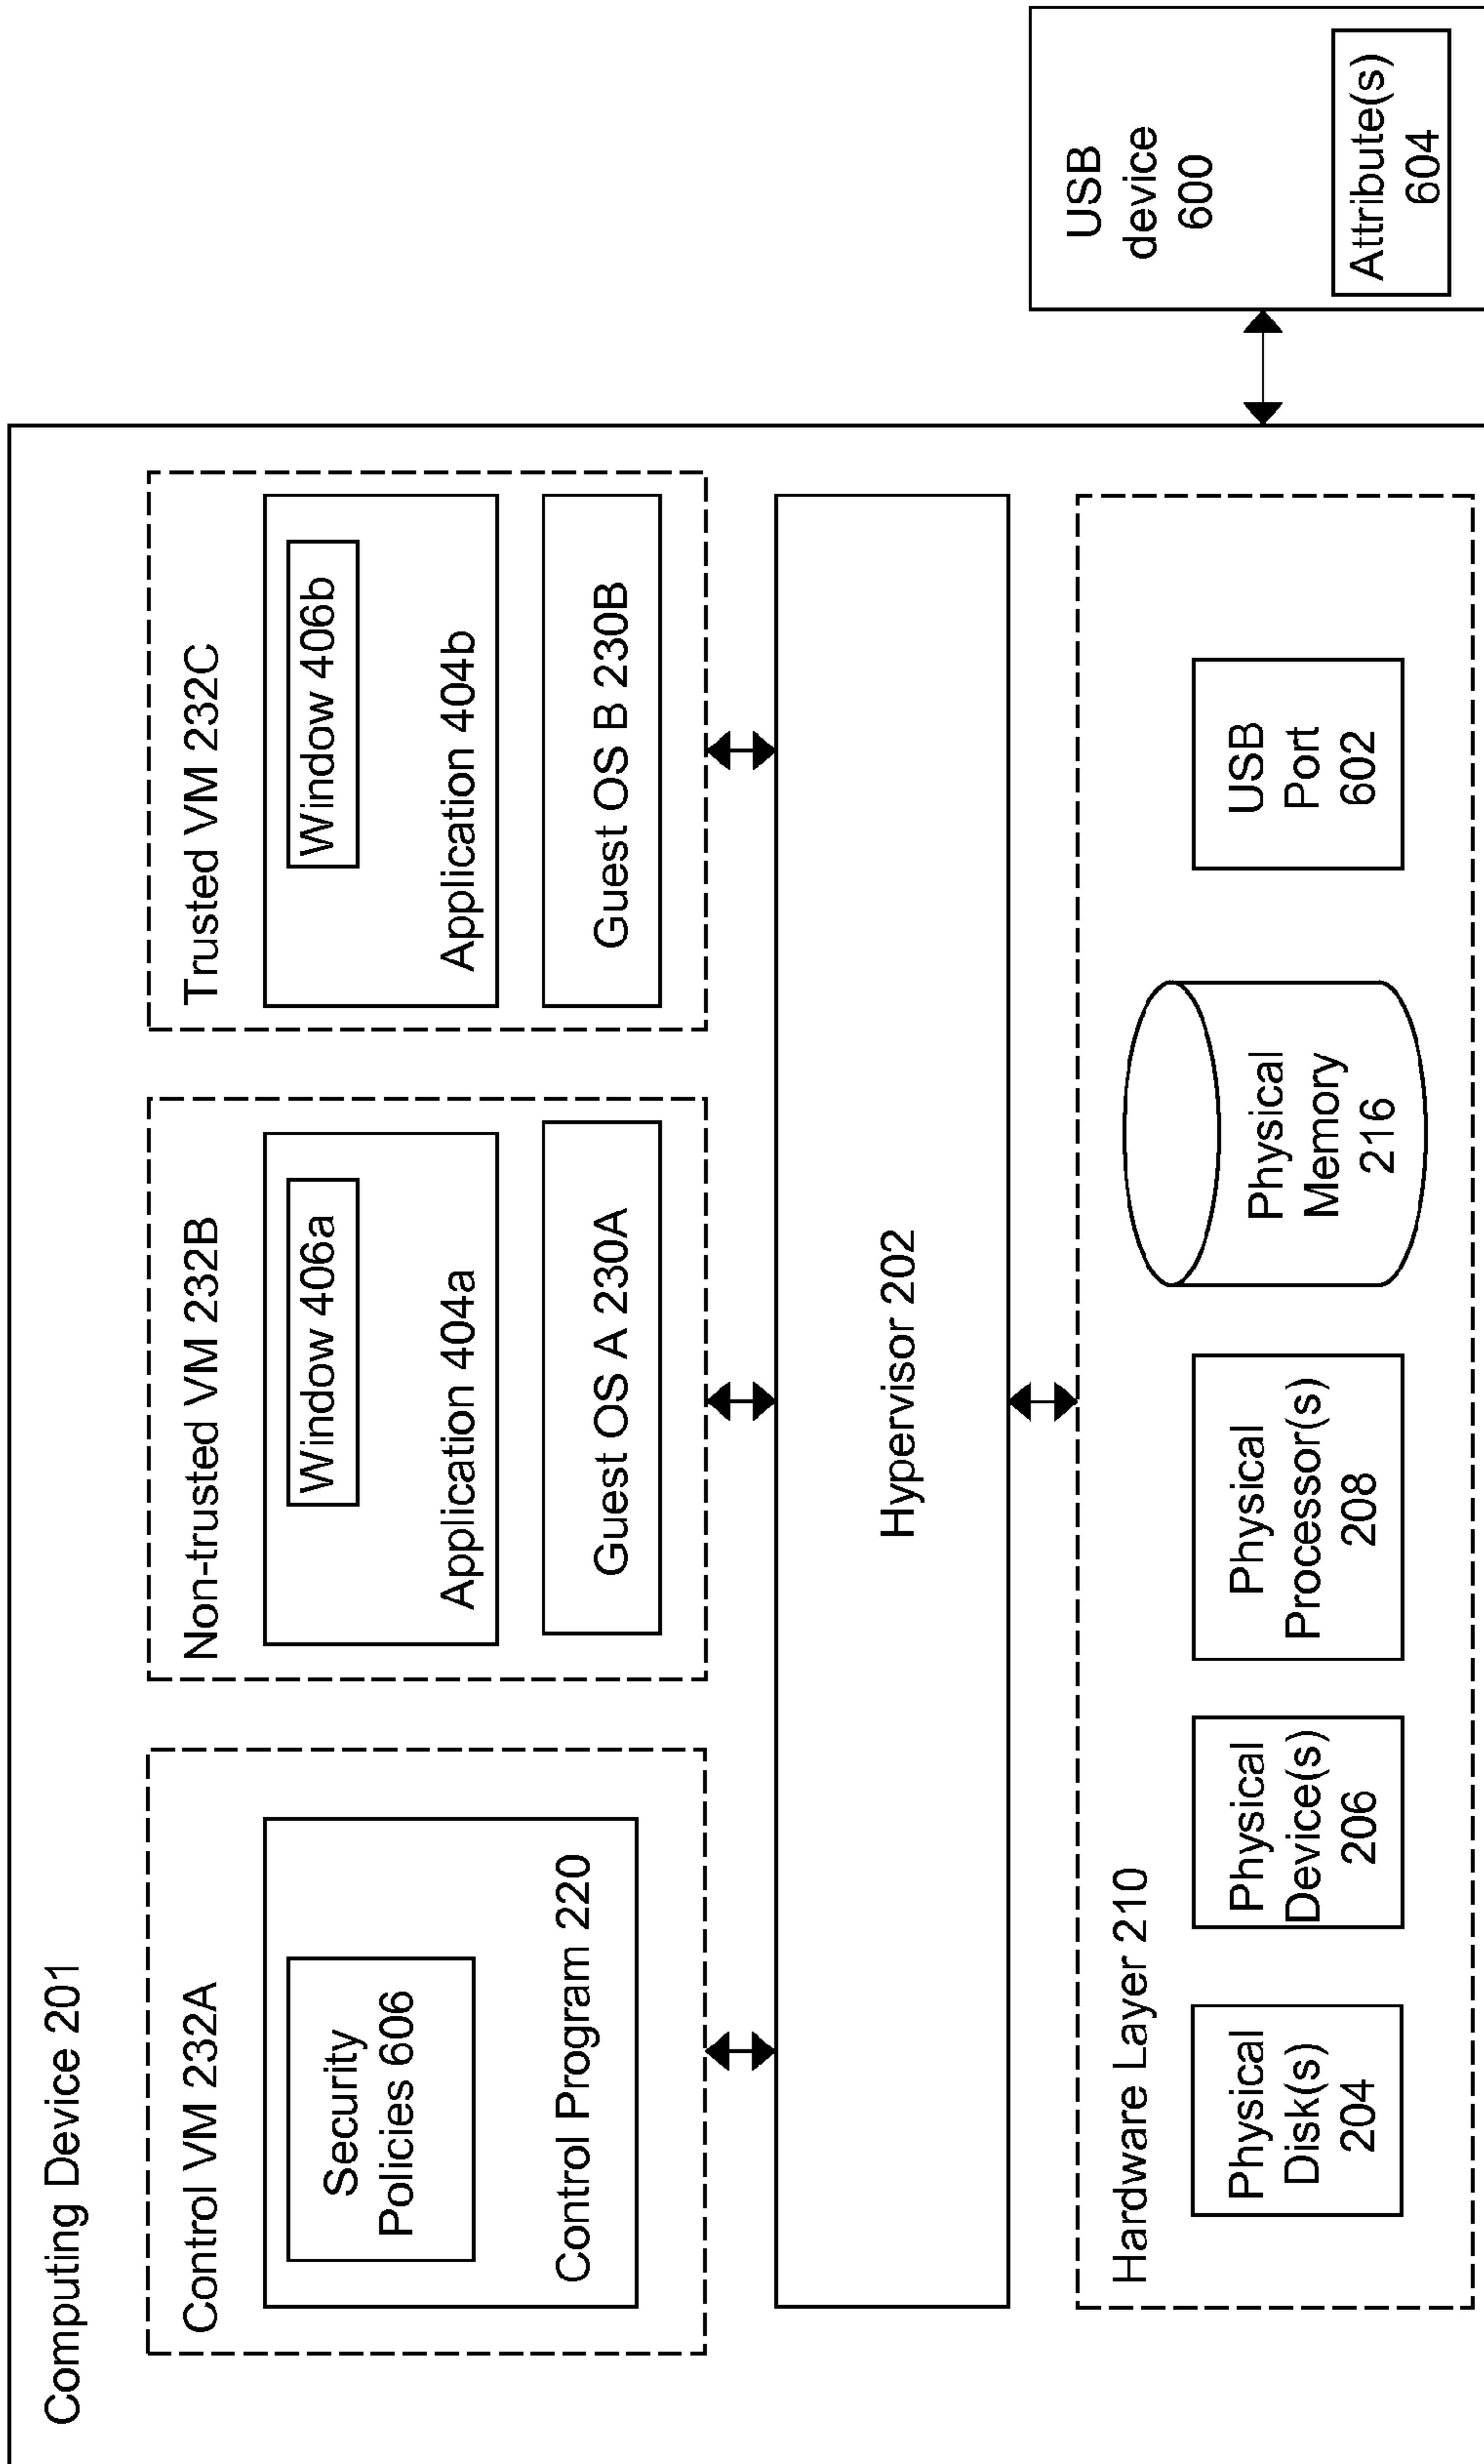 Computing Device 201
Control VM 232A
Security
Policies 606
Control Program 220
Non-trusted VM 232B
Window 406a
Application 404a
Guest OS A 230A
Trusted VM 232C
Window 406b
Application 404b
Guest OS B 230B
Hypervisor 202
Hardware Layer 210
Physical
Disk(s)
204
Physical
Device(s)
206
Physical
Processor(s)
208
Physical
Memory
216
USB
Port
602
USB
device
600
Attribute(s)
604